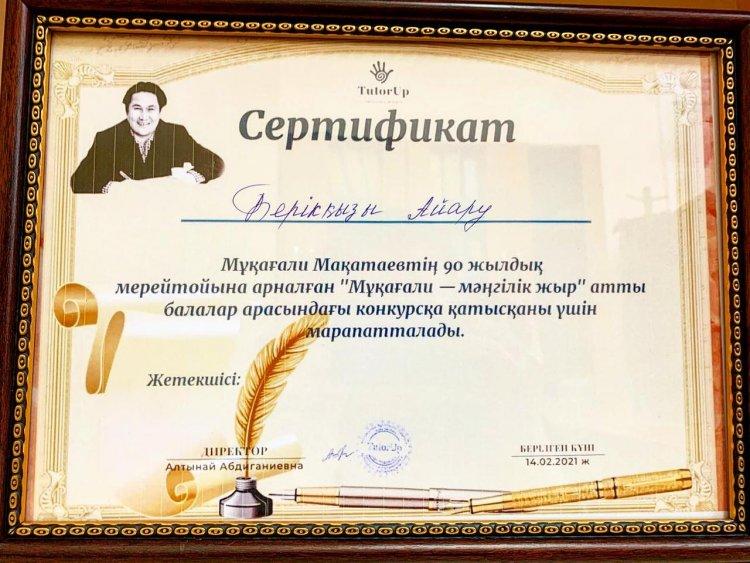 TutorUp
Сертификат
Берікқызы Айару
Мұқағали Мақатаевтің 90 жылдық
мерейтойына арналған "Мұқағали — мәңгілік жыр" атты
балалар арасындағы конкурсқа қатысқаны үшін
марапатталады.
Жетекшісі:
ДИРЕКТОР
Алтынай Абдиганиевна
TutorUp
БЕРІЛГЕН КҮНІ
14.02.2021 ж